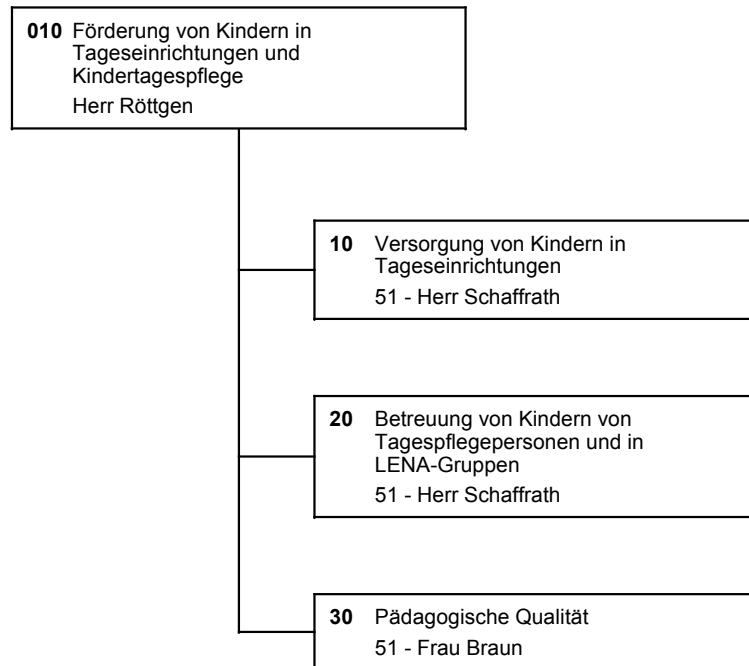 010 Förderung von Kindern in
Tageseinrichtungen und
Kindertagespflege
Herr Röttgen
10 Versorgung von Kindern in
Tageseinrichtungen
51 - Herr Schaffrath
20 Betreuung von Kindern von
Tagespflegepersonen und in
LENA-Gruppen
51 - Herr Schaffrath
30 Pädagogische Qualität
51 - Frau Braun